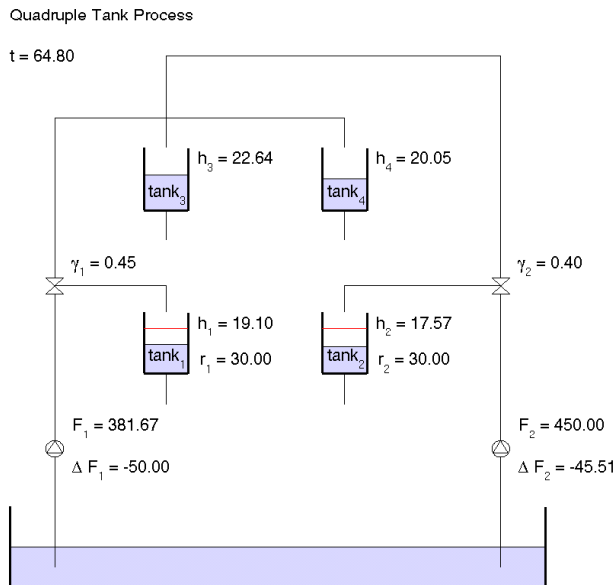 Quadruple Tank Process
t = 64.80
h₃ = 22.64
h₄ = 20.05
tank₃
tank₄
γ₁ = 0.45
γ₂ = 0.40
h₁ = 19.10
h₂ = 17.57
tank₁
r₁ = 30.00
tank₂
r₂ = 30.00
F₁ = 381.67
F₂ = 450.00
Δ F₁ = -50.00
Δ F₂ = -45.51